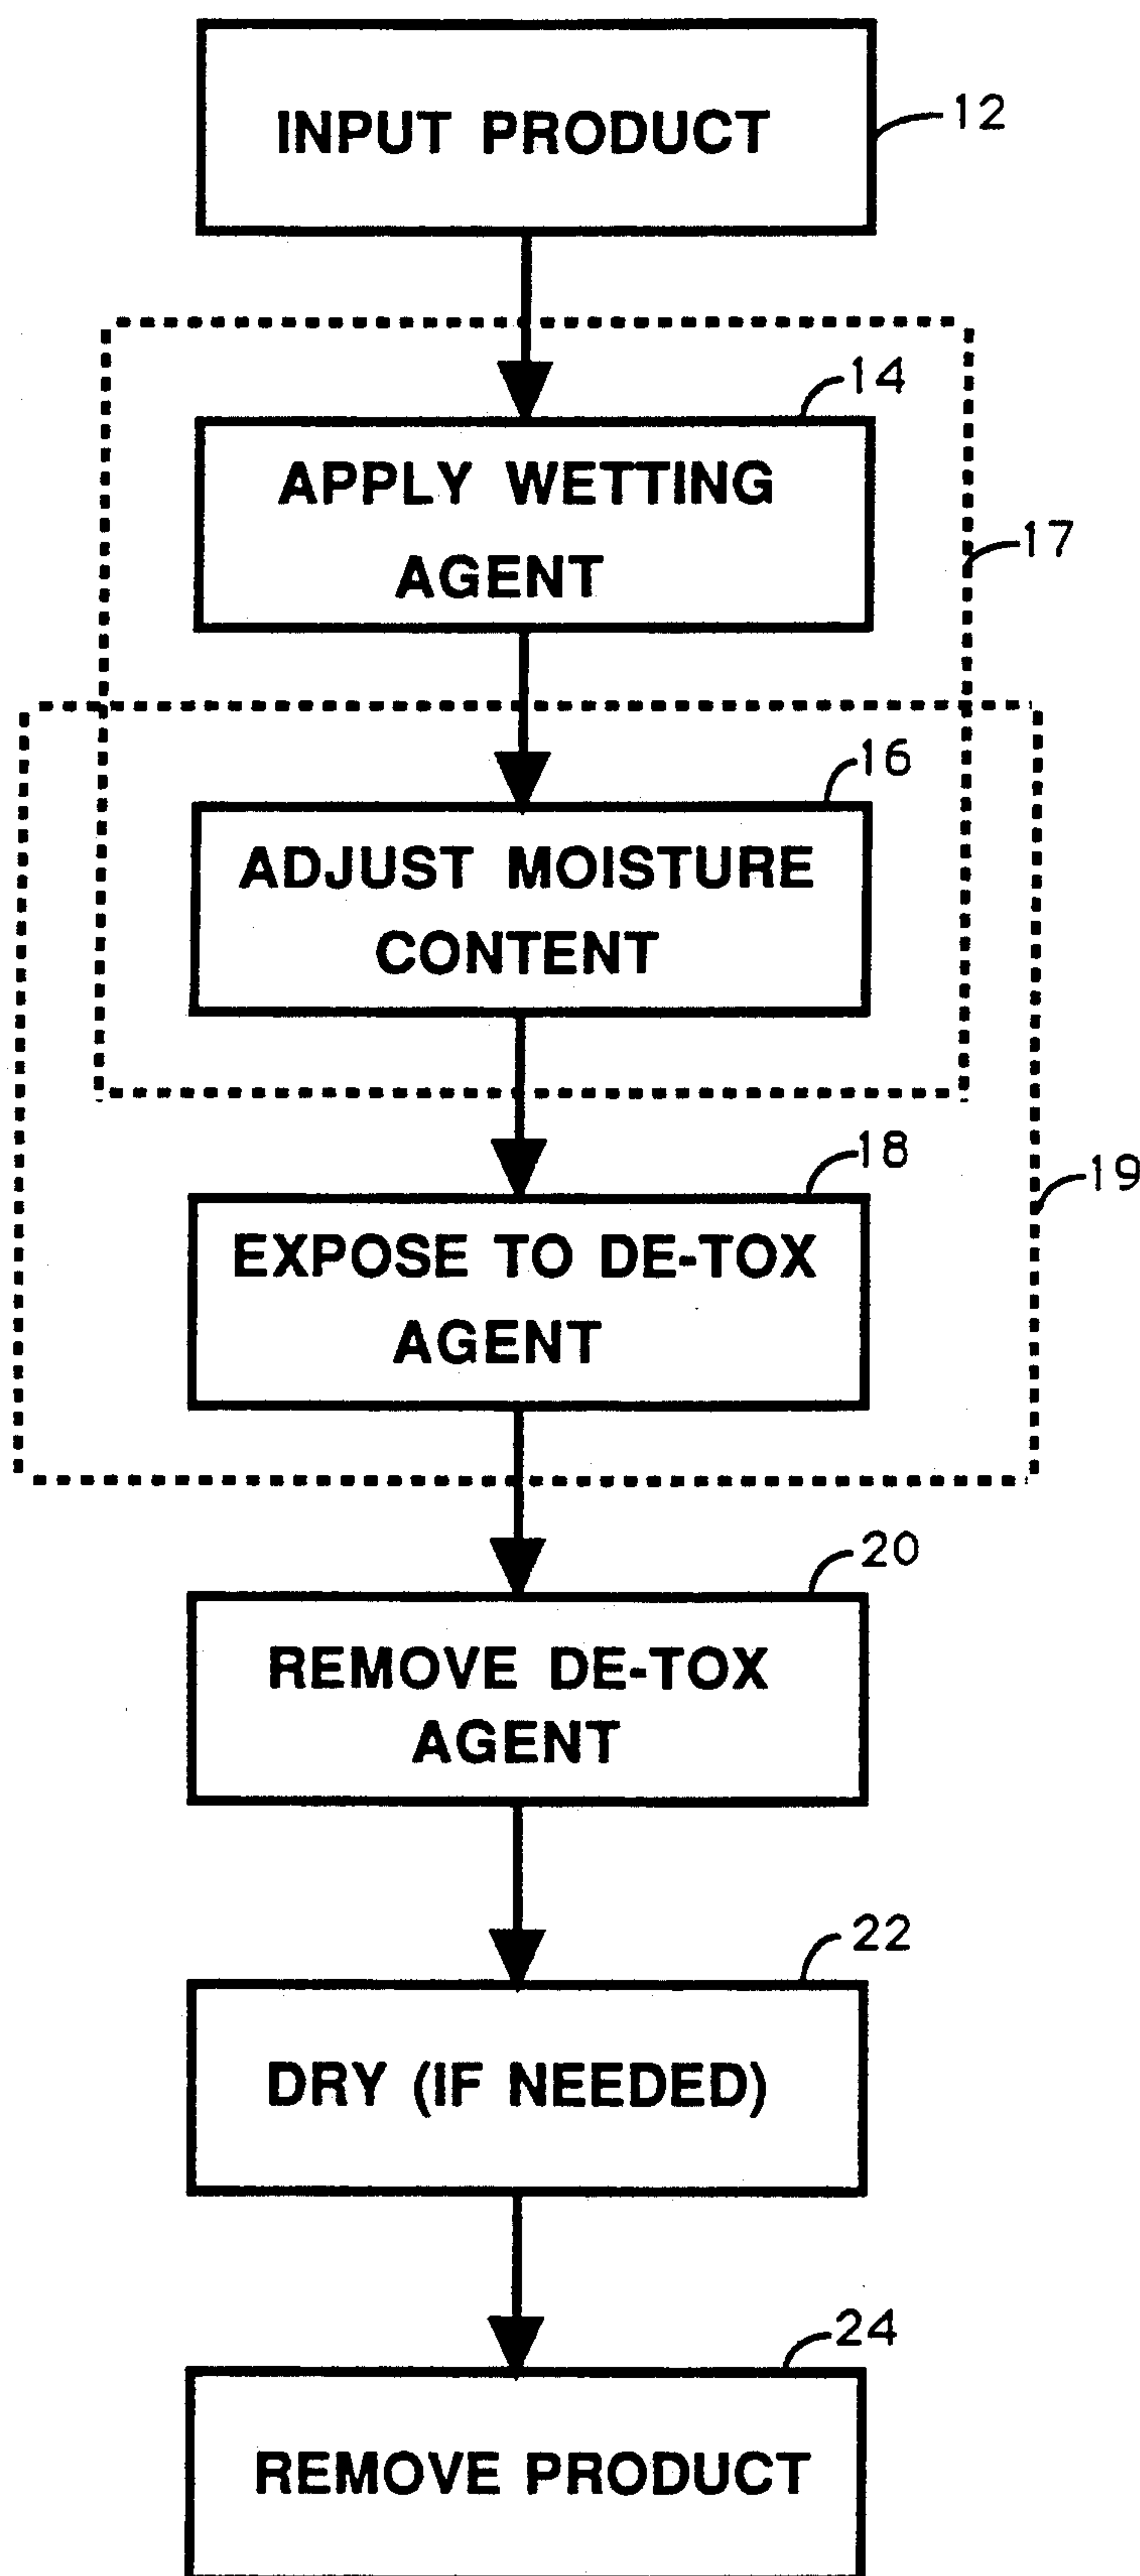 INPUT PRODUCT
12
14
APPLY WETTING
AGENT
17
16
ADJUST MOISTURE
CONTENT
18
EXPOSE TO DE-TOX
AGENT
19
20
REMOVE DE-TOX
AGENT
22
DRY (IF NEEDED)
24
REMOVE PRODUCT